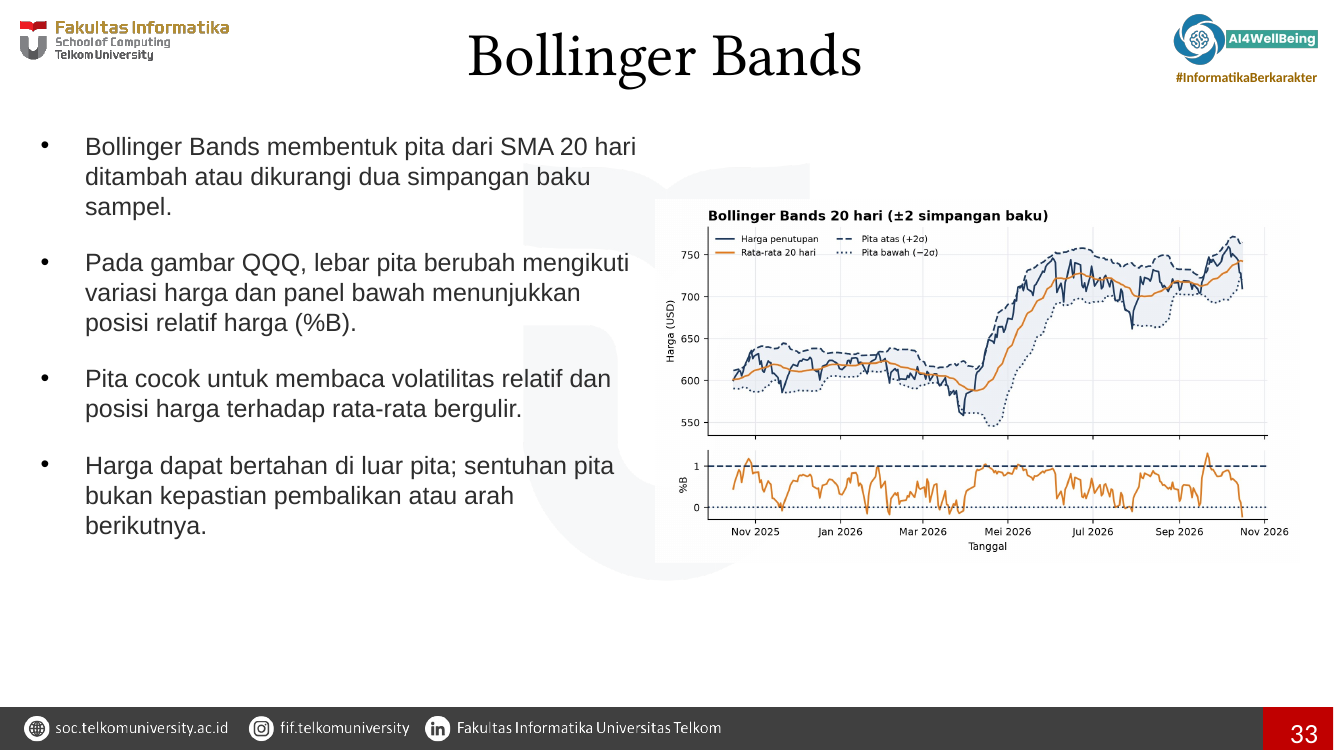 Fakultas Informatika
School of Computing
Telkom University
Bollinger Bands
AI4WellBeing
#InformatikaBerkarakter
• Bollinger Bands membentuk pita dari SMA 20 hari
ditambah atau dikurangi dua simpangan baku
sampel.
• Pada gambar QQQ, lebar pita berubah mengikuti
variasi harga dan panel bawah menunjukkan
posisi relatif harga (%B).
• Pita cocok untuk membaca volatilitas relatif dan
posisi harga terhadap rata-rata bergulir.
• Harga dapat bertahan di luar pita; sentuhan pita
bukan kepastian pembalikan atau arah
berikutnya.
Bollinger Bands 20 hari (±2 simpangan baku)
Harga penutupan
Rata-rata 20 hari
Pita atas (+2σ)
Pita bawah (−2σ)
Harga (USD)
750
700
650
600
550
%B
1
0
Nov 2025 Jan 2026 Mar 2026 Mei 2026 Jul 2026 Sep 2026 Nov 2026
Tanggal
soc.telkomuniversity.ac.id fif.telkomuniversity in Fakultas Informatika Universitas Telkom
33